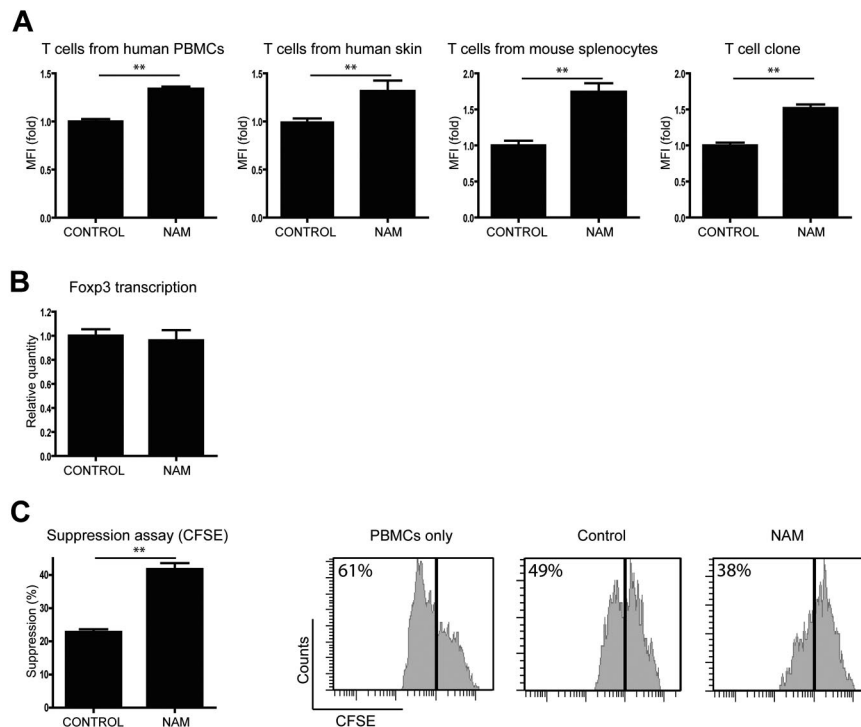 A
T cells from human PBMCs
**
MFI (fold)
1.5
1.0
0.5
0.0
CONTROL NAM
T cells from human skin
**
MFI (fold)
1.5
1.0
0.5
0.0
CONTROL NAM
T cells from mouse splenocytes
**
MFI (fold)
2.0
1.5
1.0
0.5
0.0
CONTROL NAM
T cell clone
**
MFI (fold)
2.0
1.5
1.0
0.5
0.0
CONTROL NAM
B
Foxp3 transcription
Relative quantity
1.2
1.0
0.8
0.6
0.4
0.2
0.0
CONTROL NAM
C
Suppression assay (CFSE)
**
Suppression (%)
40
30
20
10
0
CONTROL NAM
PBMCs only
61%
Counts
CFSE
Control
49%
NAM
38%